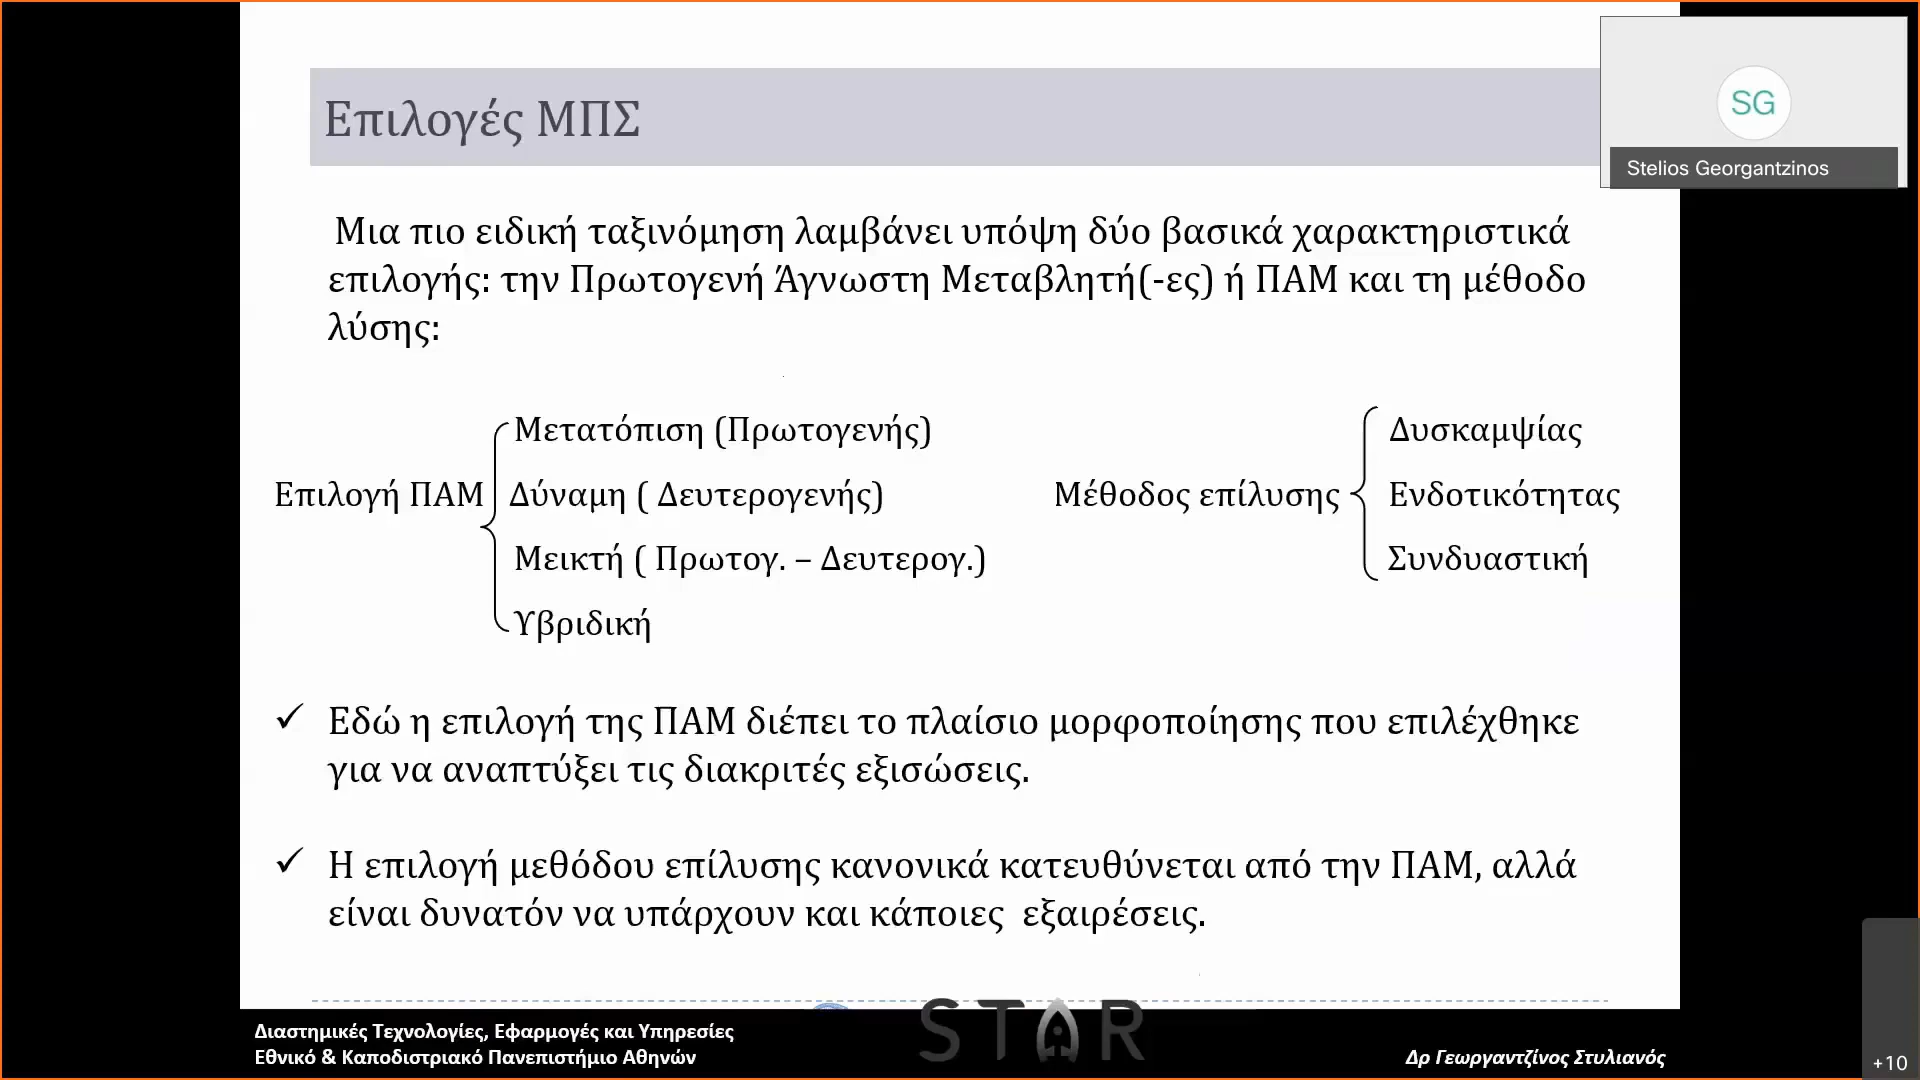 Επιλογές ΜΠΣ
SG
Stelios Georgantzinos
Μια πιο ειδική ταξινόμηση λαμβάνει υπόψη δύο βασικά χαρακτηριστικά
επιλογής: την Πρωτογενή Άγνωστη Μεταβλητή(-ες) ή ΠΑΜ και τη μέθοδο
λύσης:
Επιλογή ΠΑΜ
Μετατόπιση (Πρωτογενής)
Δύναμη ( Δευτερογενής)
Μεικτή ( Πρωτογ. – Δευτερογ.)
Υβριδική
Μέθοδος επίλυσης
Δυσκαμψίας
Ενδοτικότητας
Συνδυαστική
✓ Εδώ η επιλογή της ΠΑΜ διέπει το πλαίσιο μορφοποίησης που επιλέχθηκε
για να αναπτύξει τις διακριτές εξισώσεις.
✓ Η επιλογή μεθόδου επίλυσης κανονικά κατευθύνεται από την ΠΑΜ, αλλά
είναι δυνατόν να υπάρχουν και κάποιες εξαιρέσεις.
Διαστημικές Τεχνολογίες, Εφαρμογές και Υπηρεσίες
Εθνικό & Καποδιστριακό Πανεπιστήμιο Αθηνών
STAR
Δρ Γεωργαντζίνος Στυλιανός
+10